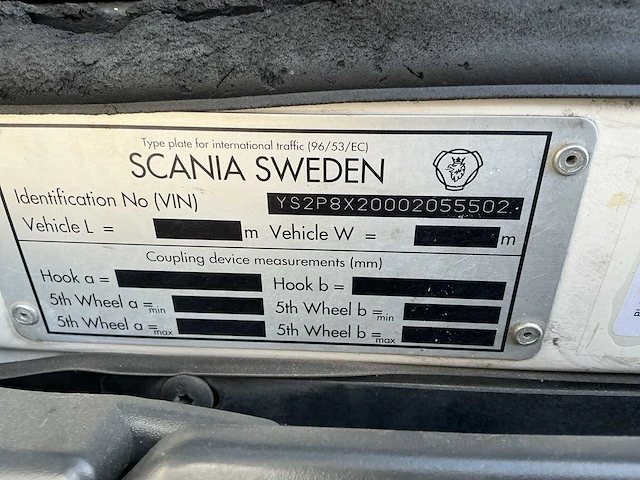 Type plate for international traffic (96/53/EC)
SCANIA SWEDEN
Identification No (VIN) YS2P8X20002055502
Vehicle L = m Vehicle W = m
Coupling device measurements (mm)
Hook a = Hook b =
5th Wheel a =min 5th Wheel b =min
5th Wheel a =max 5th Wheel b =max